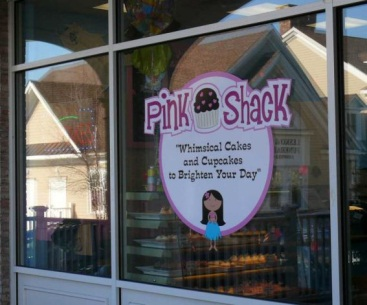 Pink Shack
"Whimsical Cakes
and Cupcakes
to Brighten Your Day"